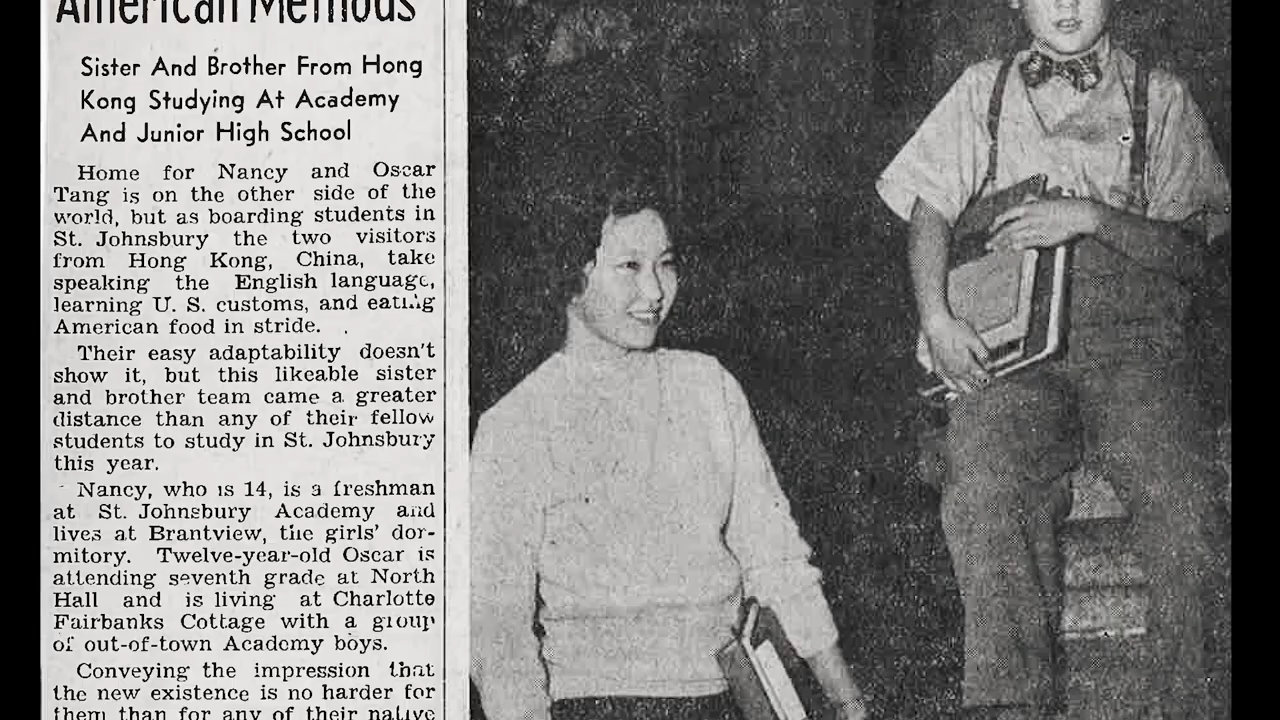 American Methods
Sister And Brother From Hong
Kong Studying At Academy
And Junior High School
Home for Nancy and Oscar
Tang is on the other side of the
world, but as boarding students in
St. Johnsbury the two visitors
from Hong Kong, China, take
speaking the English language,
learning U. S. customs, and eating
American food in stride.
Their easy adaptability doesn't
show it, but this likeable sister
and brother team came a greater
distance than any of their fellow
students to study in St. Johnsbury
this year.
Nancy, who is 14, is a freshman
at St. Johnsbury Academy and
lives at Brantview, the girls' dor-
mitory. Twelve-year-old Oscar is
attending seventh grade at North
Hall and is living at Charlotte
Fairbanks Cottage with a group
of out-of-town Academy boys.
Conveying the impression that
the new existence is no harder for
them than for any of their native